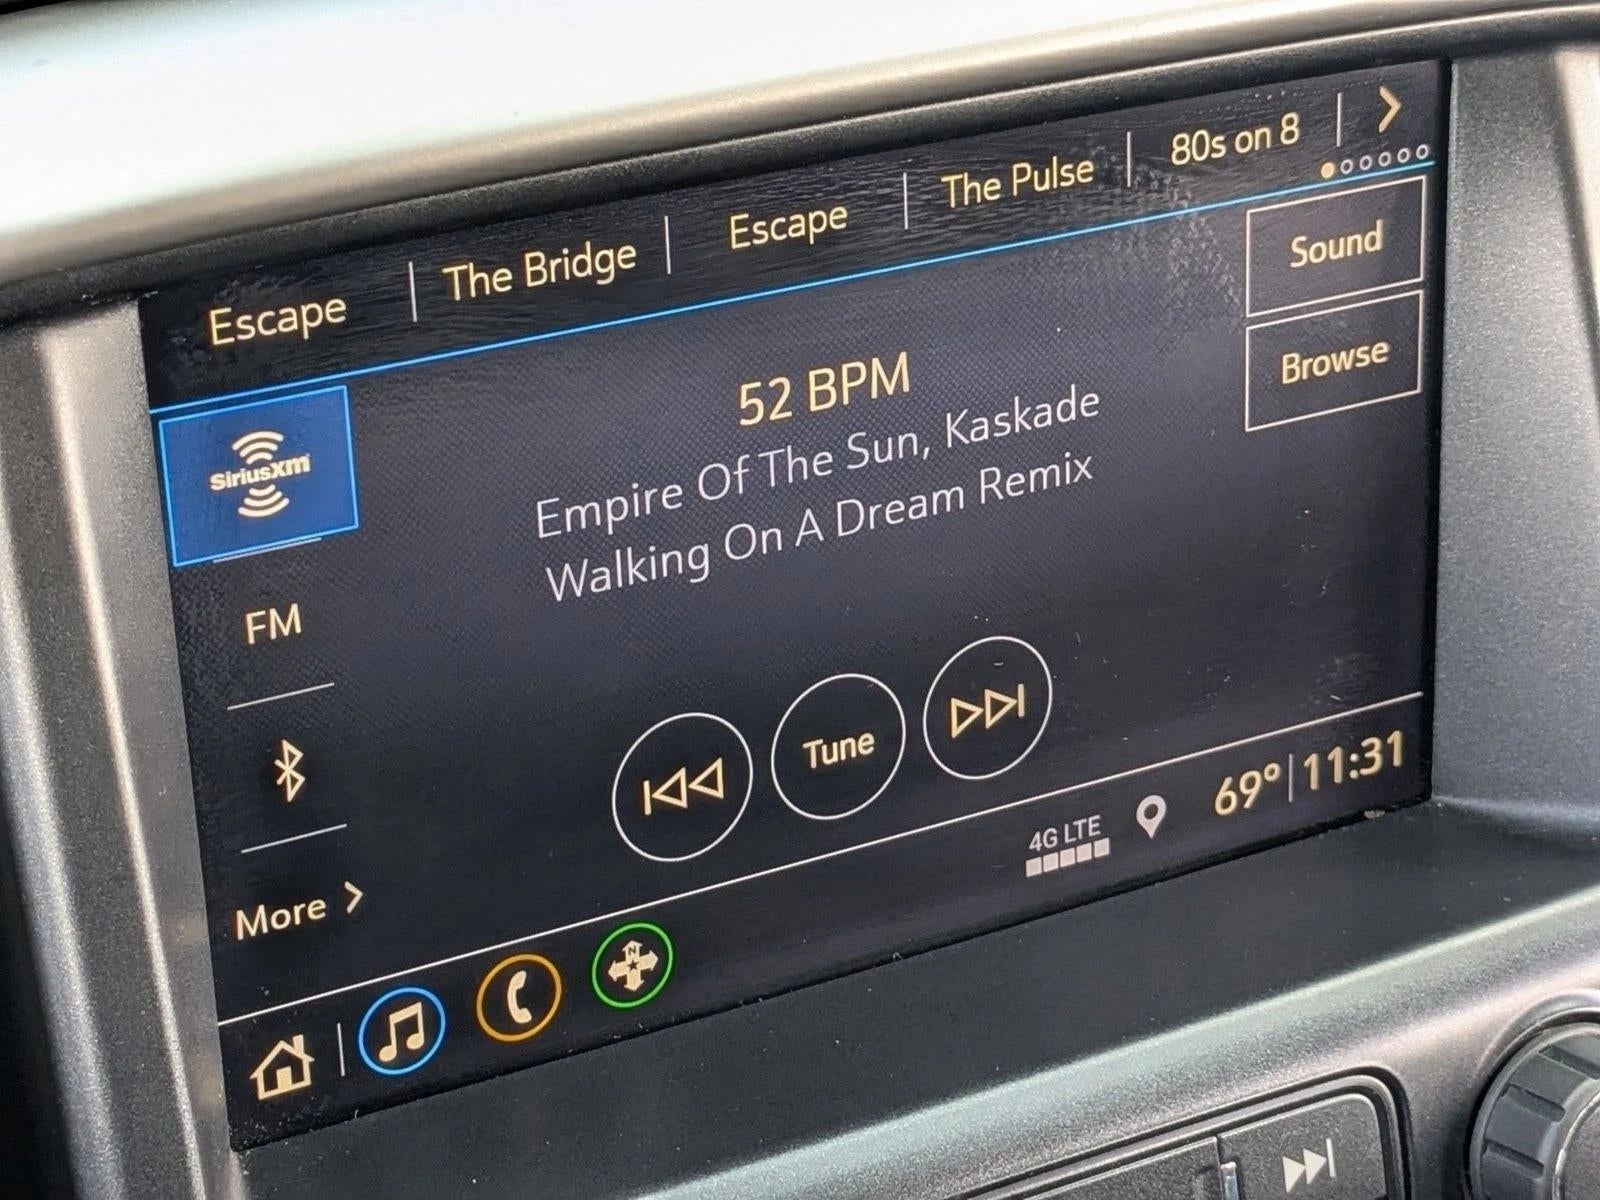 Escape | The Bridge | Escape | The Pulse | 80s on 8
Sound
Browse
SiriusXM
52 BPM
Empire Of The Sun, Kaskade
Walking On A Dream Remix
FM
Tune
More
4G LTE
69° | 11:31
N